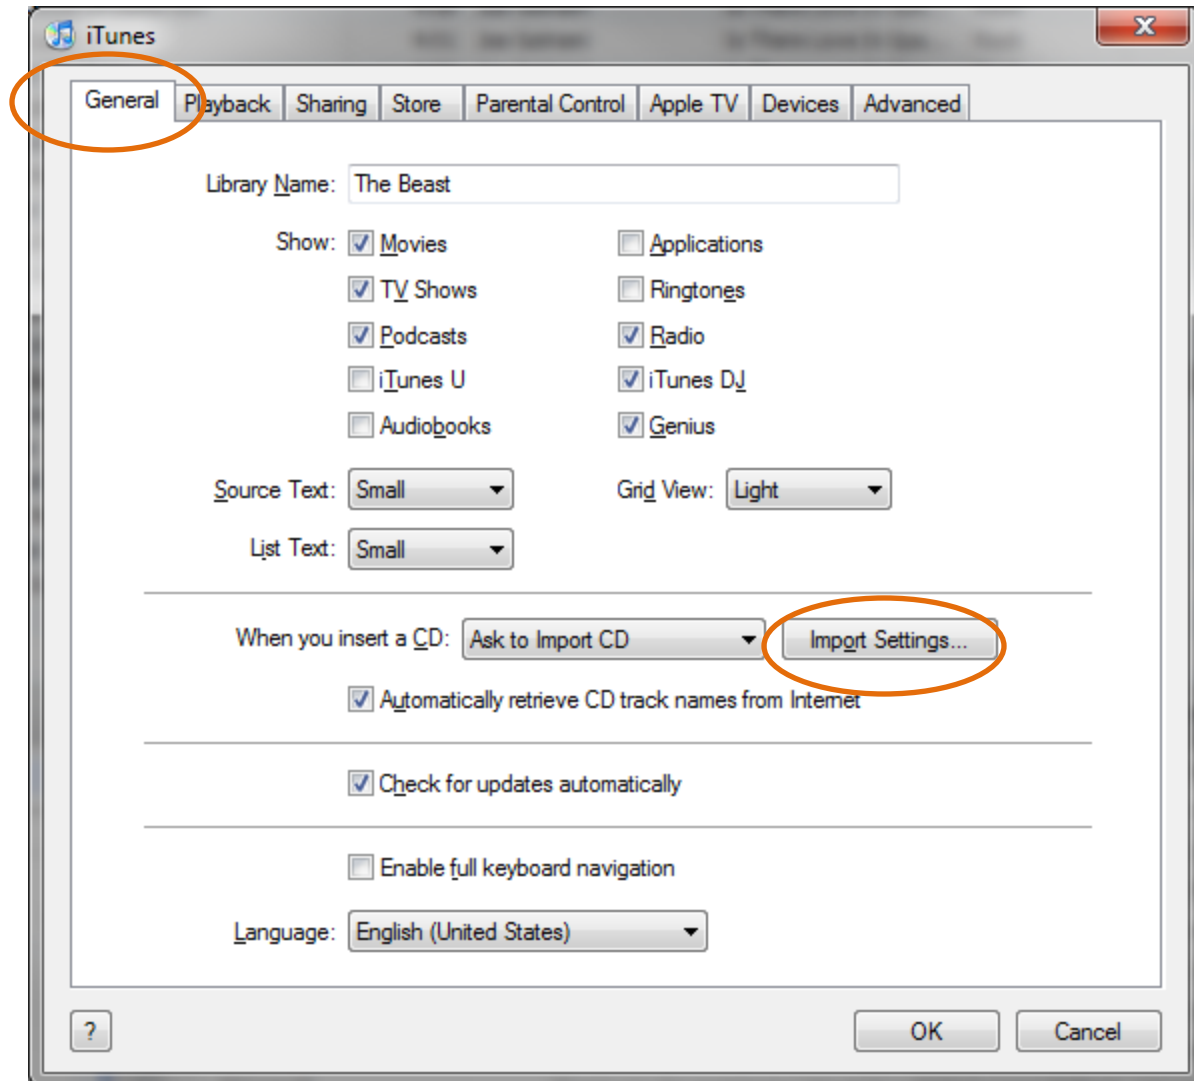 iTunes
General Playback Sharing Store Parental Control Apple TV Devices Advanced
Library Name: The Beast
Show: Movies Applications
TV Shows Ringtones
Podcasts Radio
iTunes U iTunes DJ
Audiobooks Genius
Source Text: Small Grid View: Light
List Text: Small
When you insert a CD: Ask to Import CD Import Settings...
Automatically retrieve CD track names from Internet
Check for updates automatically
Enable full keyboard navigation
Language: English (United States)
? OK Cancel